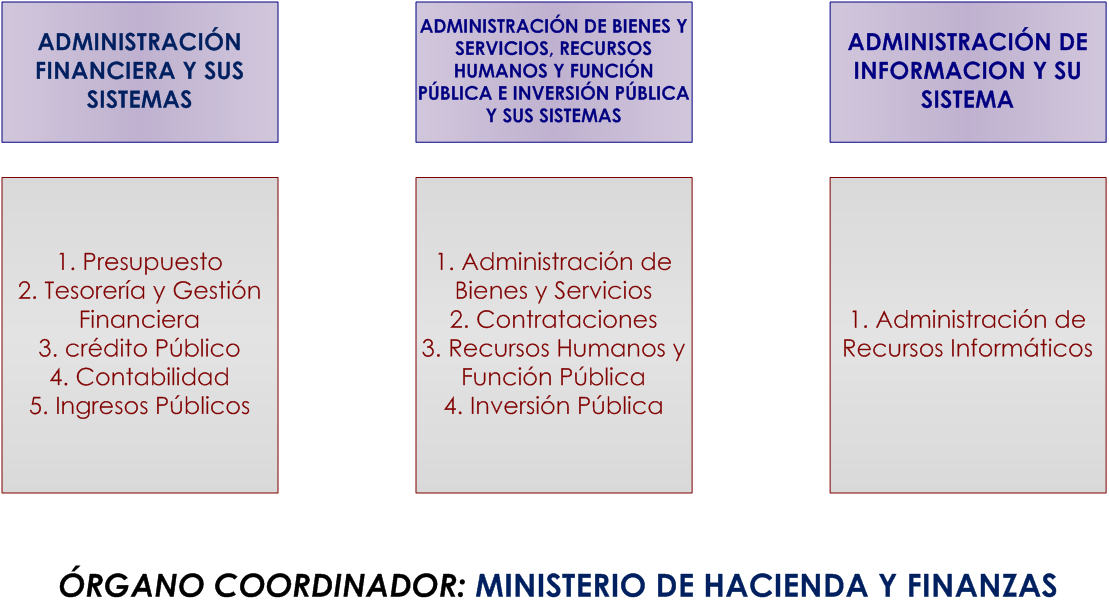 ADMINISTRACIÓN
FINANCIERA Y SUS
SISTEMAS
ADMINISTRACIÓN DE BIENES Y
SERVICIOS, RECURSOS
HUMANOS Y FUNCIÓN
PÚBLICA E INVERSIÓN PÚBLICA
Y SUS SISTEMAS
ADMINISTRACIÓN DE
INFORMACION Y SU
SISTEMA
1. Presupuesto
2. Tesorería y Gestión
Financiera
3. crédito Público
4. Contabilidad
5. Ingresos Públicos
1. Administración de
Bienes y Servicios
2. Contrataciones
3. Recursos Humanos y
Función Pública
4. Inversión Pública
1. Administración de
Recursos Informáticos
ÓRGANO COORDINADOR: MINISTERIO DE HACIENDA Y FINANZAS